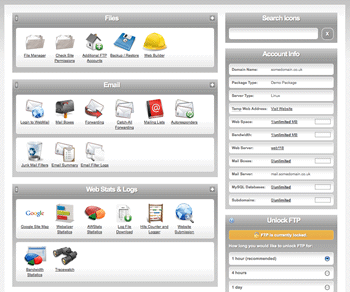 Files
File Manager
Check Site Permissions
Additional FTP Accounts
Backup / Restore
Web Builder
Email
Login to WebMail
Mail Boxes
Forwarding
Catch-All Forwarding
Mailing Lists
Autoresponders
Junk Mail Filters
Email Summary
Email Filter Logs
Web Stats & Logs
Google
Google Site Map
Webalizer Statistics
AWStats Statistics
Log File Download
Hits Counter and Logger
Website Submission
Bandwidth Statistics
Tracewatch
Search Icons
X
Account Info
Domain Name: somedomain.co.uk
Package Type: Demo Package
Server Type: Linux
Temp Web Address: Visit Website
Web Space: Unlimited MB
Bandwidth: Unlimited MB
Web Server:
Mail Server: mail.somedomain.co.uk
MySQL Databases: Unlimited
Subdomains: Unlimited
Unlock FTP
FTP is currently locked
How long you would like to unlock FTP for:
1 hour (recommended)
4 hours
1 day